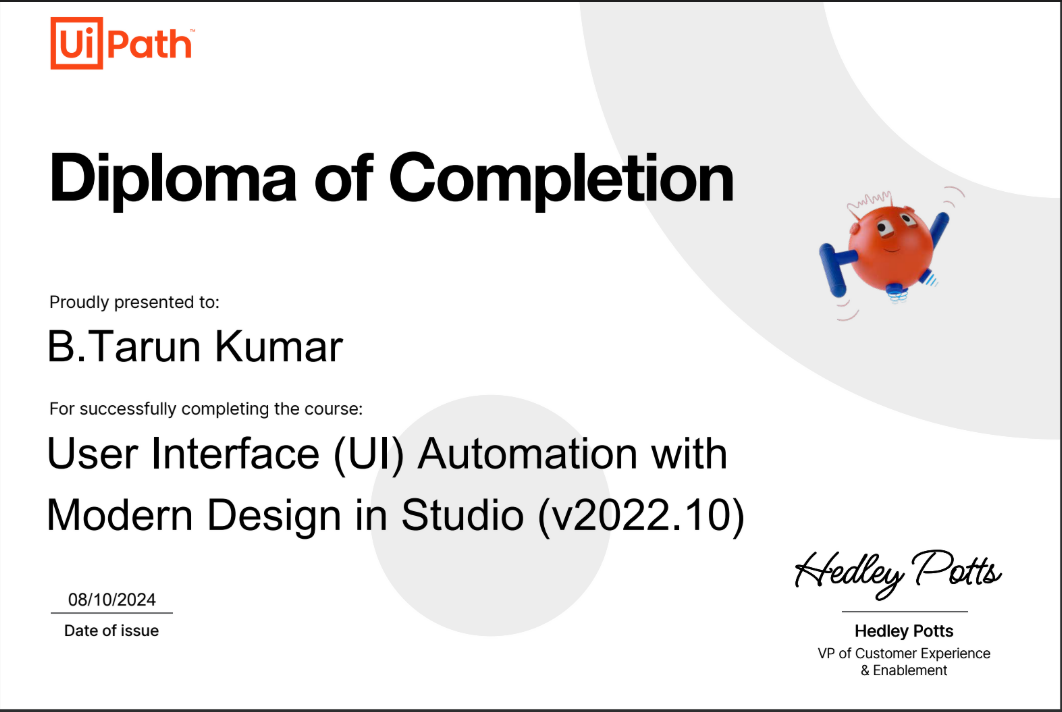 UiPath™
Diploma of Completion
Proudly presented to:
B.Tarun Kumar
For successfully completing the course:
User Interface (UI) Automation with
Modern Design in Studio (v2022.10)
08/10/2024
Date of issue
Hedley Potts
Hedley Potts
VP of Customer Experience
& Enablement